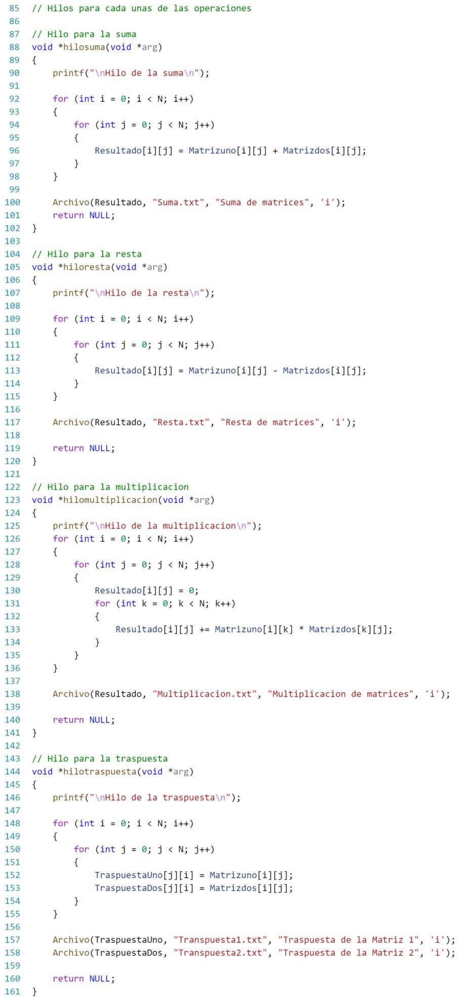 85 // Hilos para cada unas de las operaciones
86
87 // Hilo para la suma
88 void *hilosuma(void *arg)
89 {
90     printf("\nHilo de la suma\n");
91
92     for (int i = 0; i < N; i++)
93     {
94         for (int j = 0; j < N; j++)
95         {
96             Resultado[i][j] = Matrizuno[i][j] + Matrizdos[i][j];
97         }
98     }
99
100     Archivo(Resultado, "Suma.txt", "Suma de matrices", 'i');
101     return NULL;
102 }
103
104 // Hilo para la resta
105 void *hiloresta(void *arg)
106 {
107     printf("\nHilo de la resta\n");
108
109     for (int i = 0; i < N; i++)
110     {
111         for (int j = 0; j < N; j++)
112         {
113             Resultado[i][j] = Matrizuno[i][j] - Matrizdos[i][j];
114         }
115     }
116
117     Archivo(Resultado, "Resta.txt", "Resta de matrices", 'i');
118
119     return NULL;
120 }
121
122 // Hilo para la multiplicacion
123 void *hilomultiplicacion(void *arg)
124 {
125     printf("\nHilo de la multiplicacion\n");
126     for (int i = 0; i < N; i++)
127     {
128         for (int j = 0; j < N; j++)
129         {
130             Resultado[i][j] = 0;
131             for (int k = 0; k < N; k++)
132             {
133                 Resultado[i][j] += Matrizuno[i][k] * Matrizdos[k][j];
134             }
135         }
136     }
137
138     Archivo(Resultado, "Multiplicacion.txt", "Multiplicacion de matrices", 'i');
139
140     return NULL;
141 }
142
143 // Hilo para la traspuesta
144 void *hilotraspuesta(void *arg)
145 {
146     printf("\nHilo de la traspuesta\n");
147
148     for (int i = 0; i < N; i++)
149     {
150         for (int j = 0; j < N; j++)
151         {
152             TraspuestaUno[j][i] = Matrizuno[i][j];
153             TraspuestaDos[j][i] = Matrizdos[i][j];
154         }
155     }
156
157     Archivo(TraspuestaUno, "Transpuesta1.txt", "Traspuesta de la Matriz 1", 'i');
158     Archivo(TraspuestaDos, "Transpuesta2.txt", "Traspuesta de la Matriz 2", 'i');
159
160     return NULL;
161 }